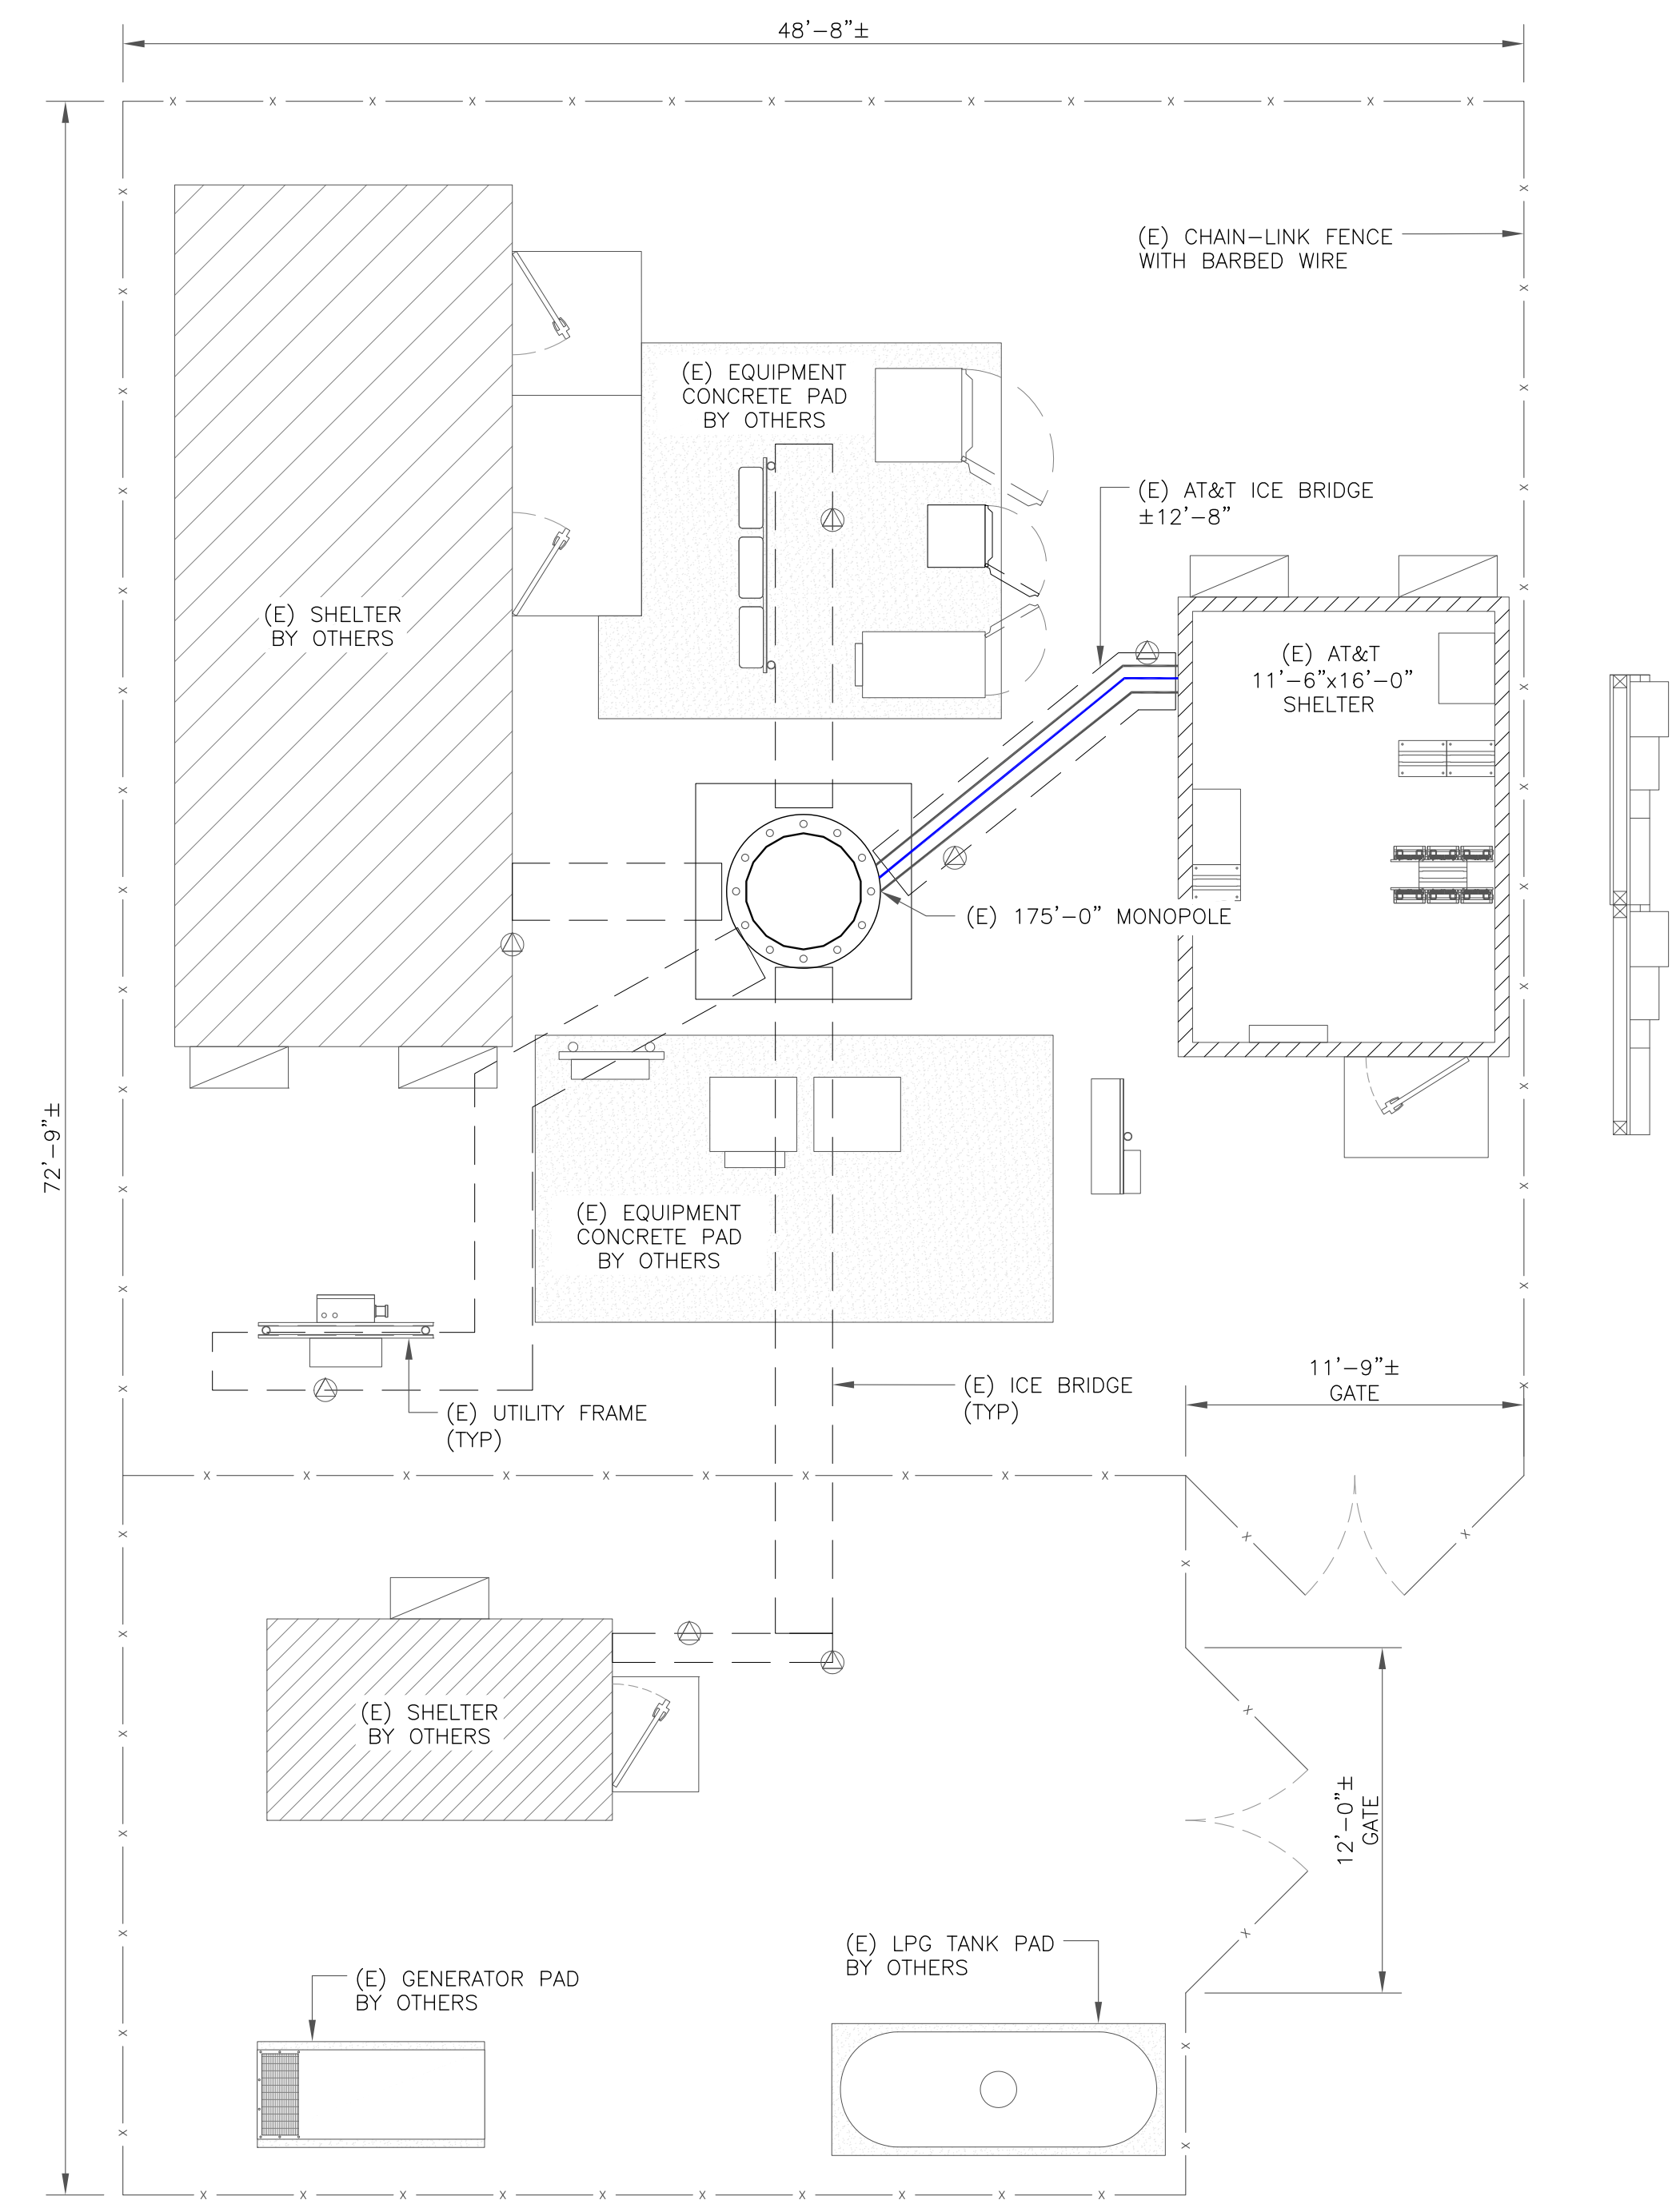 48'-8"±
(E) CHAIN-LINK FENCE
WITH BARBED WIRE
(E) EQUIPMENT
CONCRETE PAD
BY OTHERS
(E) AT&T ICE BRIDGE
±12'-8"
(E) SHELTER
BY OTHERS
(E) AT&T
11'-6"x16'-0"
SHELTER
(E) 175'-0" MONOPOLE
72'-9"±
(E) EQUIPMENT
CONCRETE PAD
BY OTHERS
11'-9"±
GATE
(E) ICE BRIDGE
(TYP)
(E) UTILITY FRAME
(TYP)
(E) SHELTER
BY OTHERS
12'-0"±
GATE
(E) LPG TANK PAD
BY OTHERS
(E) GENERATOR PAD
BY OTHERS